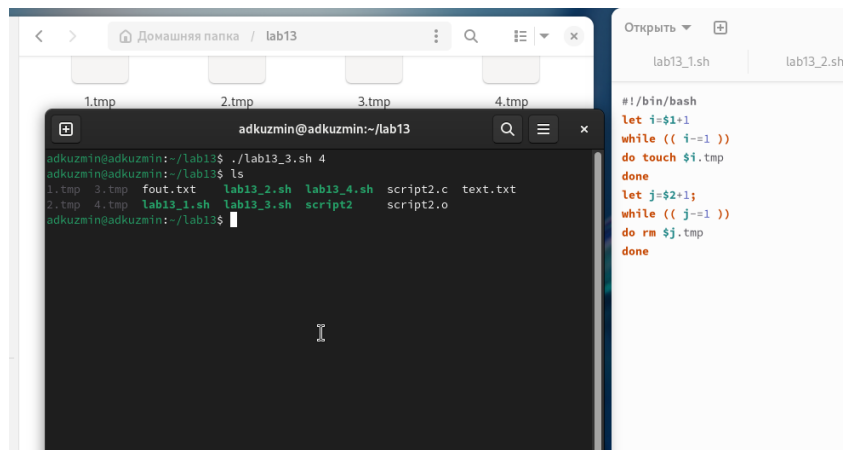 Домашняя папка / lab13
1.tmp 2.tmp 3.tmp 4.tmp
adkuzmin@adkuzmin:~/lab13
adkuzmin@adkuzmin:~/lab13$ ./lab13_3.sh 4
adkuzmin@adkuzmin:~/lab13$ ls
1.tmp 3.tmp fout.txt lab13_2.sh lab13_4.sh script2.c text.txt
2.tmp 4.tmp lab13_1.sh lab13_3.sh script2 script2.o
adkuzmin@adkuzmin:~/lab13$
Открыть
lab13_1.sh lab13_2.sh
#!/bin/bash
let i=$1+1
while (( i-=1 ))
do touch $i.tmp
done
let j=$2+1;
while (( j-=1 ))
do rm $j.tmp
done